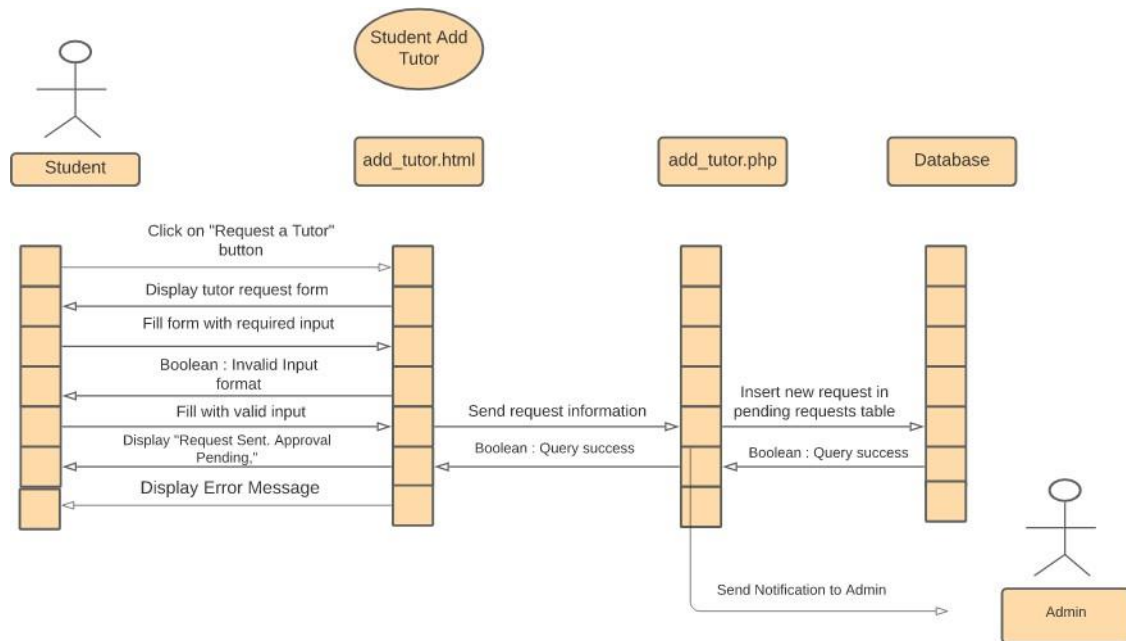 Student Add
Tutor
Student
add_tutor.html
add_tutor.php
Database
Click on "Request a Tutor"
button
Display tutor request form
Fill form with required input
Boolean : Invalid Input
format
Fill with valid input
Send request information
Insert new request in
pending requests table
Display "Request Sent. Approval
Pending,"
Boolean : Query success
Boolean : Query success
Display Error Message
Send Notification to Admin
Admin